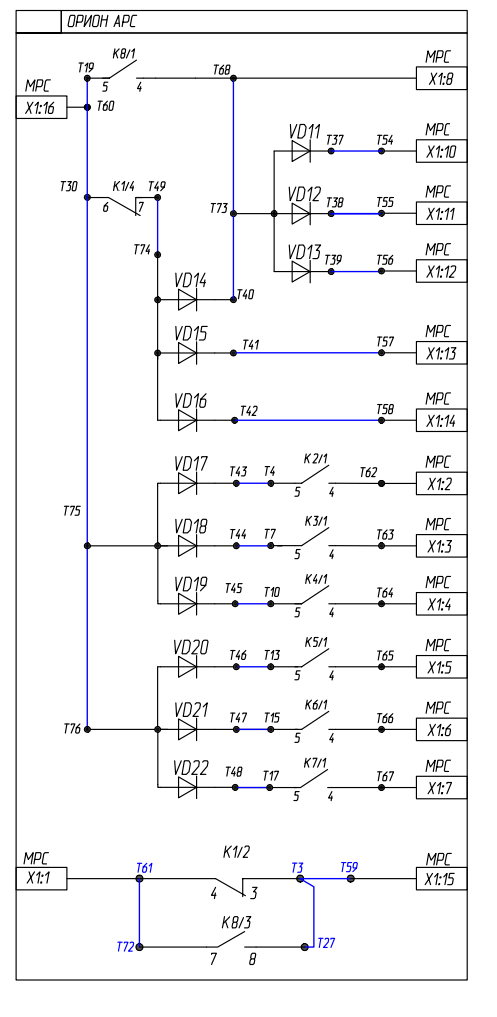 ОРИОН АРС
K8/1
МРС
T19
T68
5
4
X1:8
МРС
X1:16
T60
МРС
VD11
T37
T54
X1:10
T30
K1/4
T49
МРС
VD12
6
7
T73
T38
T55
X1:11
МРС
T74
VD13
T39
T56
X1:12
VD14
T40
МРС
VD15
T41
T57
X1:13
МРС
VD16
T42
T58
X1:14
МРС
VD17
T43
T4
K2/1
T62
5
4
X1:2
T75
МРС
VD18
T44
T7
K3/1
T63
5
4
X1:3
МРС
VD19
T45
T10
K4/1
T64
5
4
X1:4
МРС
VD20
T46
T13
K5/1
T65
5
4
X1:5
МРС
T76
VD21
T47
T15
K6/1
T66
5
4
X1:6
МРС
VD22
T48
T17
K7/1
T67
5
4
X1:7
МРС
K1/2
МРС
X1:1
T61
4
3
T3
T59
X1:15
T72
K8/3
T27
7
8